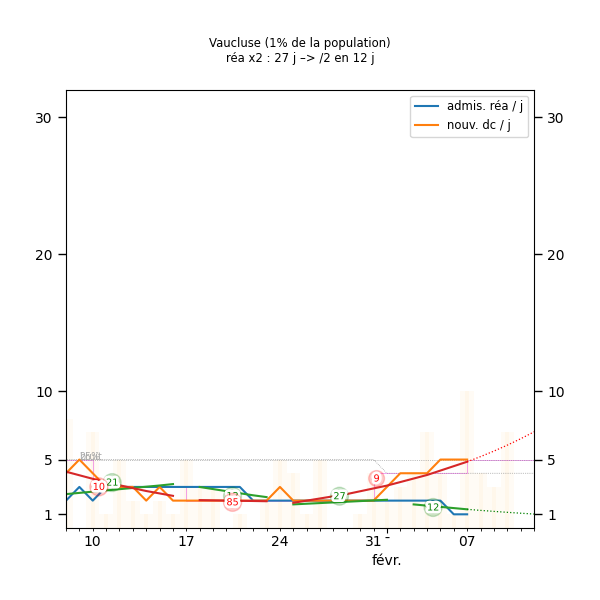 Vaucluse (1% de la population)
réa x2 : 27 j –> /2 en 12 j
admis. réa / j
nouv. dc / j
30 30
20 20
10 10
5 5
1 1
10 21 85 27 9 12
10 17 24 31 - 07
févr.